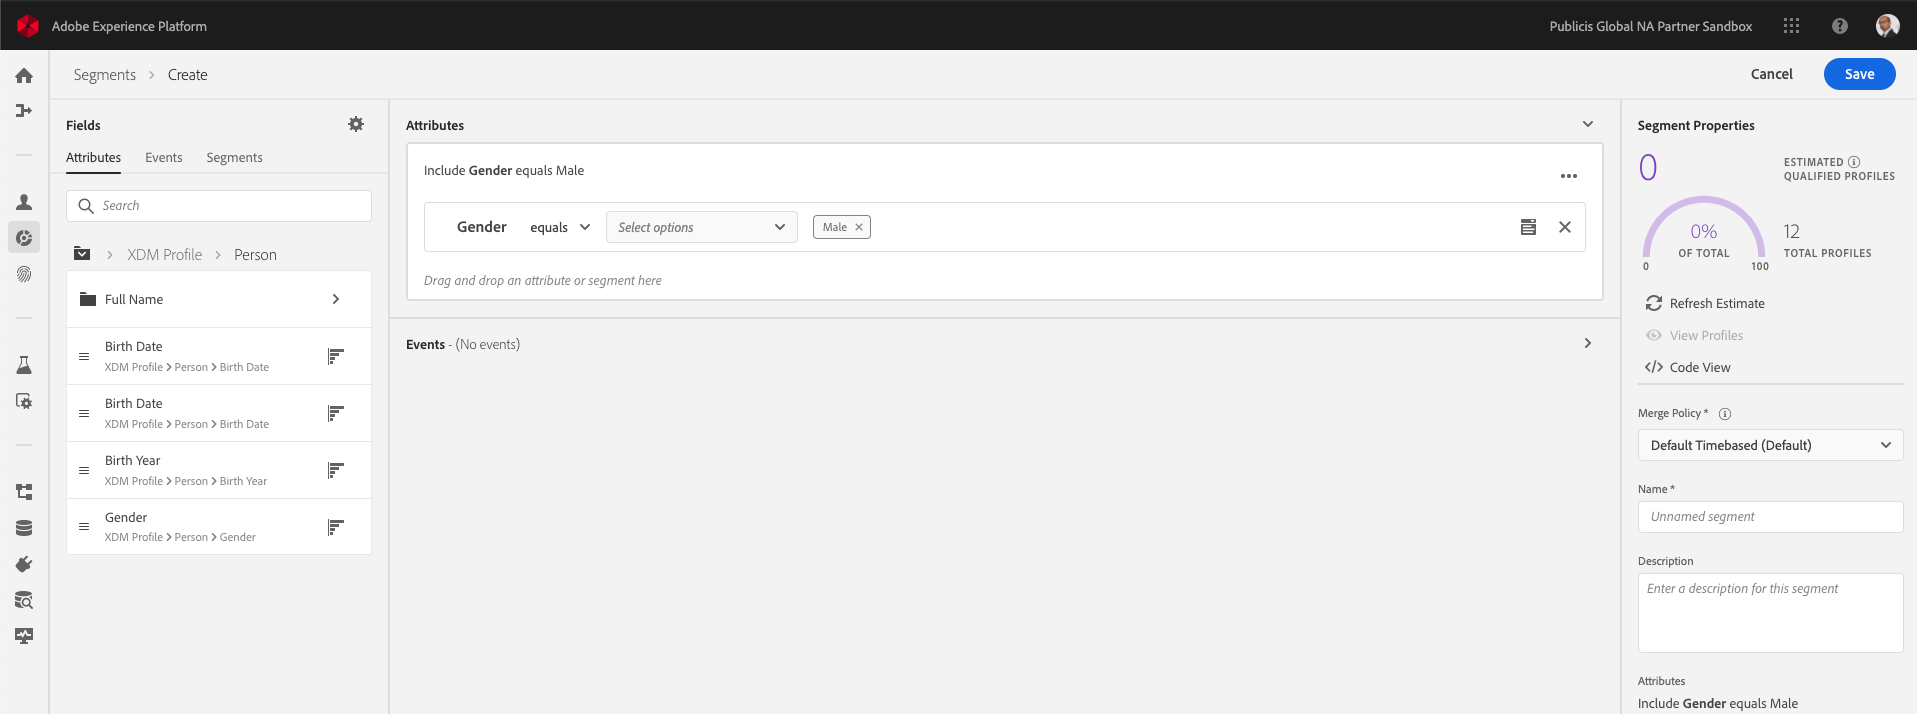 Adobe Experience Platform
Publicis Global NA Partner Sandbox
Segments > Create
Cancel
Save
Fields
Attributes Events Segments
Search
XDM Profile > Person
Full Name
Birth Date
XDM Profile > Person > Birth Date
Birth Date
XDM Profile > Person > Birth Date
Birth Year
XDM Profile > Person > Birth Year
Gender
XDM Profile > Person > Gender
Attributes
Include Gender equals Male
Gender equals Select options Male
Drag and drop an attribute or segment here
Events - (No events)
Segment Properties
0
ESTIMATED
QUALIFIED PROFILES
0%
OF TOTAL
0 100
12
TOTAL PROFILES
Refresh Estimate
View Profiles
</> Code View
Merge Policy *
Default Timebased (Default)
Name *
Unnamed segment
Description
Enter a description for this segment
Attributes
Include Gender equals Male